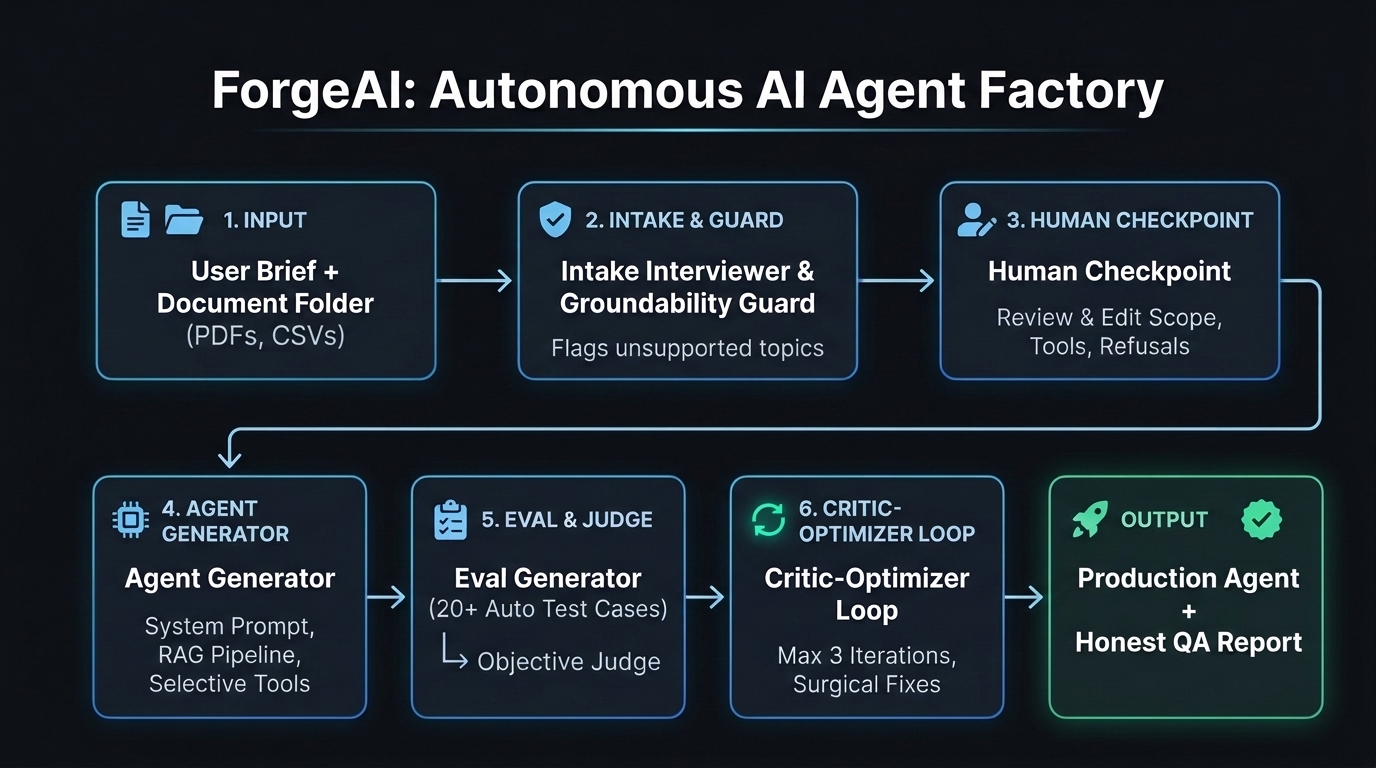 ForgeAI: Autonomous AI Agent Factory
1. INPUT
User Brief +
Document Folder
(PDFs, CSVs)
2. INTAKE & GUARD
Intake Interviewer &
Groundability Guard
Flags unsupported topics
3. HUMAN CHECKPOINT
Human Checkpoint
Review & Edit Scope,
Tools, Refusals
4. AGENT
GENERATOR
Agent Generator
System Prompt,
RAG Pipeline,
Selective Tools
5. EVAL & JUDGE
Eval Generator
(20+ Auto Test Cases)
Objective Judge
6. CRITIC-
OPTIMIZER LOOP
Critic-Optimizer
Loop
Max 3 Iterations,
Surgical Fixes
OUTPUT
Production Agent
+
Honest QA Report